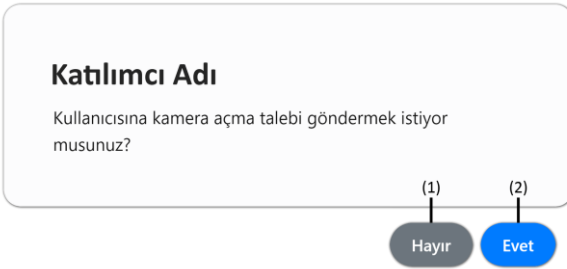 Katılımcı Adı
Kullanıcısına kamera açma talebi göndermek istiyor
musunuz?
(1) (2)
Hayır Evet